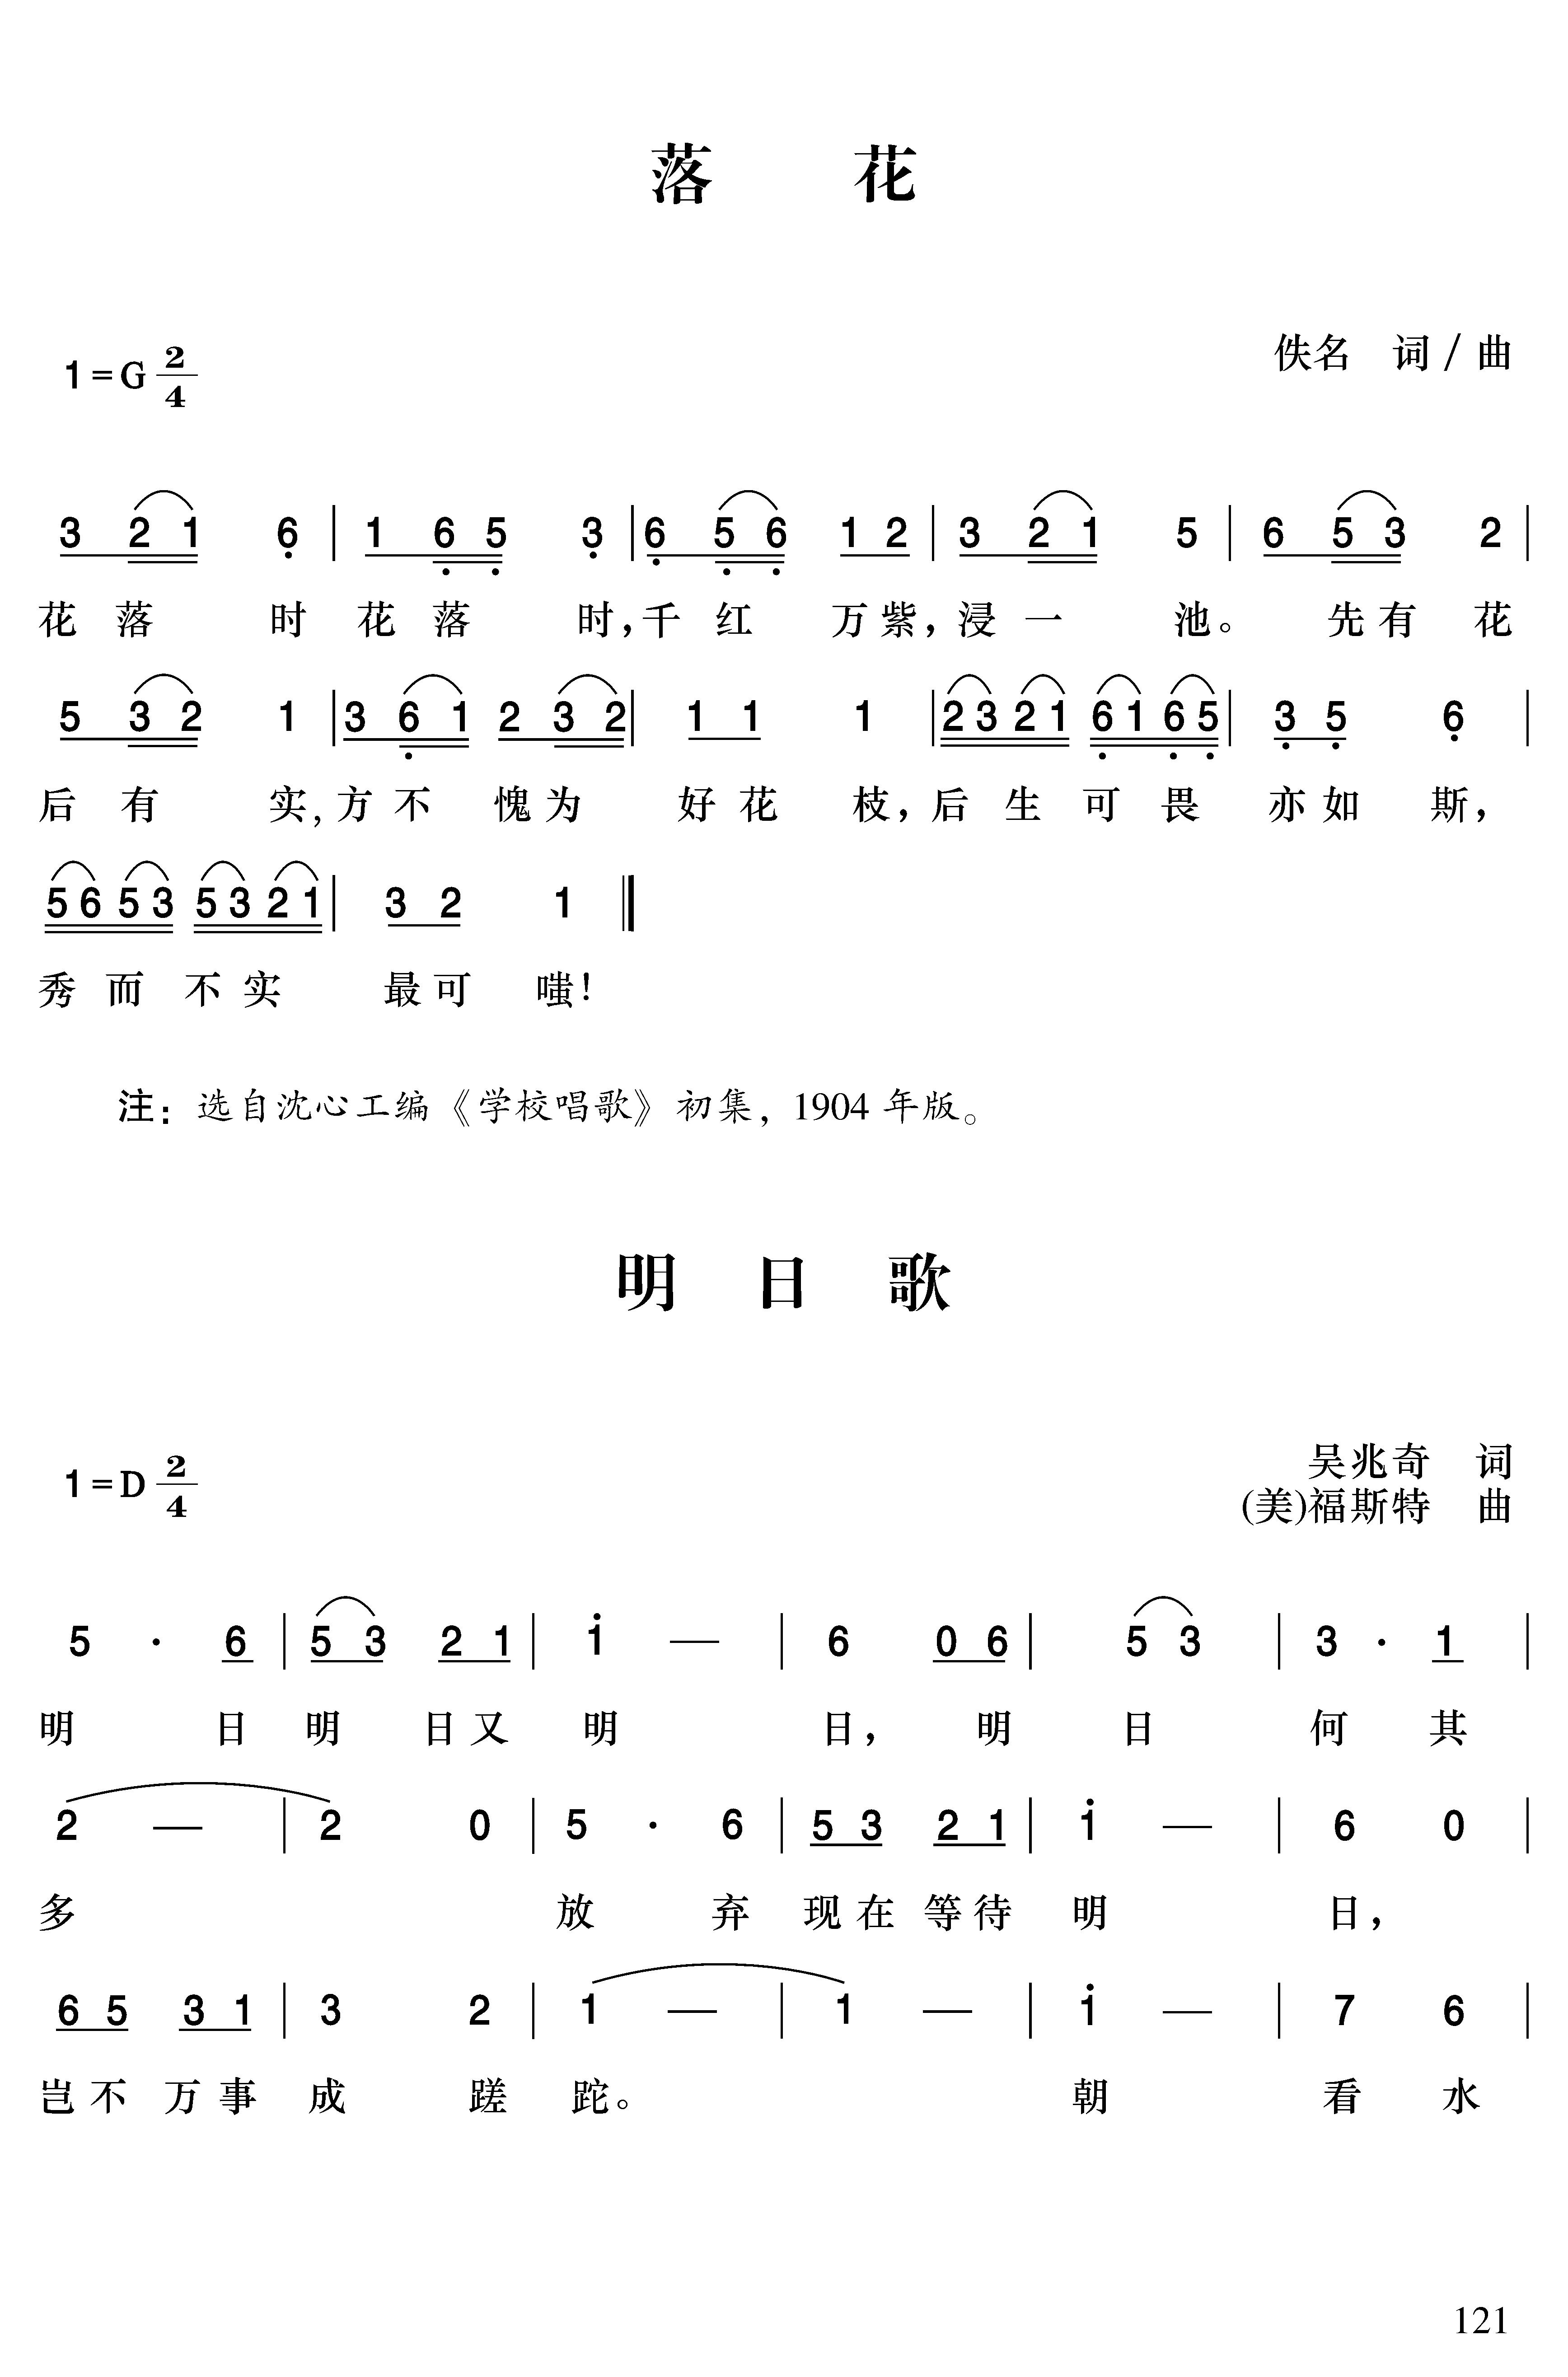 落 花
佚名 词 / 曲
1 = G 2/4
3 2 1 6 | 1 6 5 3 | 6 5 6 1 2 | 3 2 1 5 | 6 5 3 2 |
花 落 时 花 落 时, 千 红 万 紫, 浸 一 池。 先 有 花
5 3 2 1 | 3 6 1 2 3 2 | 1 1 1 | 2 3 2 1 6 1 6 5 | 3 5 6 |
后 有 实, 方 不 愧 为 好 花 枝, 后 生 可 畏 亦 如 斯,
5 6 5 3 5 3 2 1 | 3 2 1 ‖
秀 而 不 实 最 可 嗤!
注: 选自沈心工编《学校唱歌》初集, 1904 年版。
明 日 歌
吴兆奇 词
1 = D 2/4
(美)福斯特 曲
5 · 6 | 5 3 2 1 | 1 — | 6 0 6 | 5 3 | 3 · 1 |
明 日 明 日 又 明 日, 明 日 何 其
2 — | 2 0 | 5 · 6 | 5 3 2 1 | 1 — | 6 0 |
多 放 弃 现 在 等 待 明 日,
6 5 3 1 | 3 2 | 1 — | 1 — | 1 — | 7 6 |
岂 不 万 事 成 蹉 跎。 朝 看 水
121